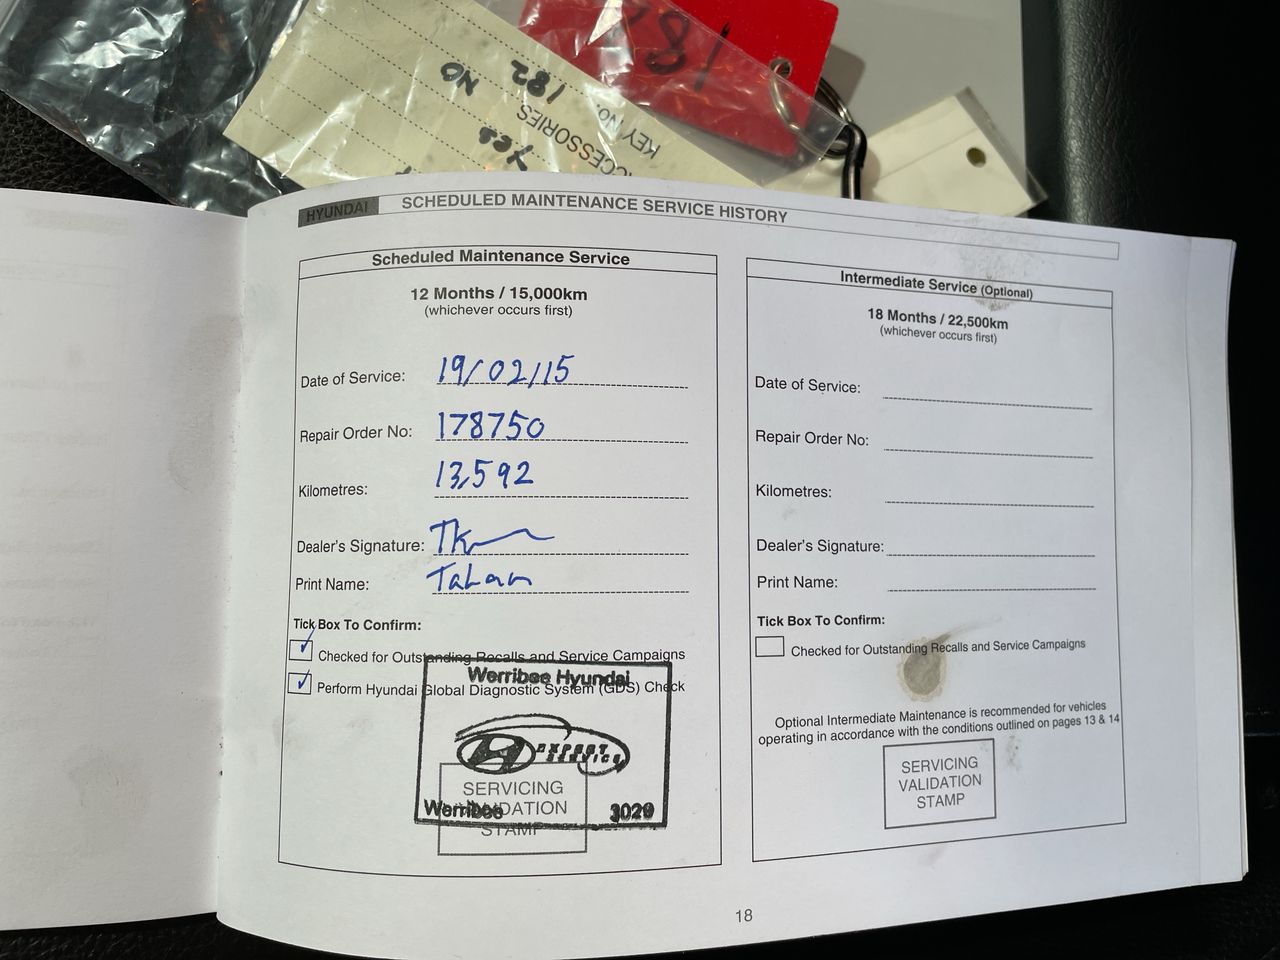 187
NO
182
KEY No.
ACCESSORIES
Yes
HYUNDAI SCHEDULED MAINTENANCE SERVICE HISTORY
Scheduled Maintenance Service
12 Months / 15,000km
(whichever occurs first)
Date of Service: 19/02/15
Repair Order No: 178750
Kilometres: 13,592
Dealer's Signature:
Print Name:
Tick Box To Confirm:
Checked for Outstanding Recalls and Service Campaigns
Perform Hyundai Global Diagnostic System (GDS) Check
Werribee Hyundai
EXPERT
SERVICE
SERVICING
VALIDATION
STAMP
Werribee 3029
Intermediate Service (Optional)
18 Months / 22,500km
(whichever occurs first)
Date of Service:
Repair Order No:
Kilometres:
Dealer's Signature:
Print Name:
Tick Box To Confirm:
Checked for Outstanding Recalls and Service Campaigns
Optional Intermediate Maintenance is recommended for vehicles
operating in accordance with the conditions outlined on pages 13 & 14
SERVICING
VALIDATION
STAMP
18